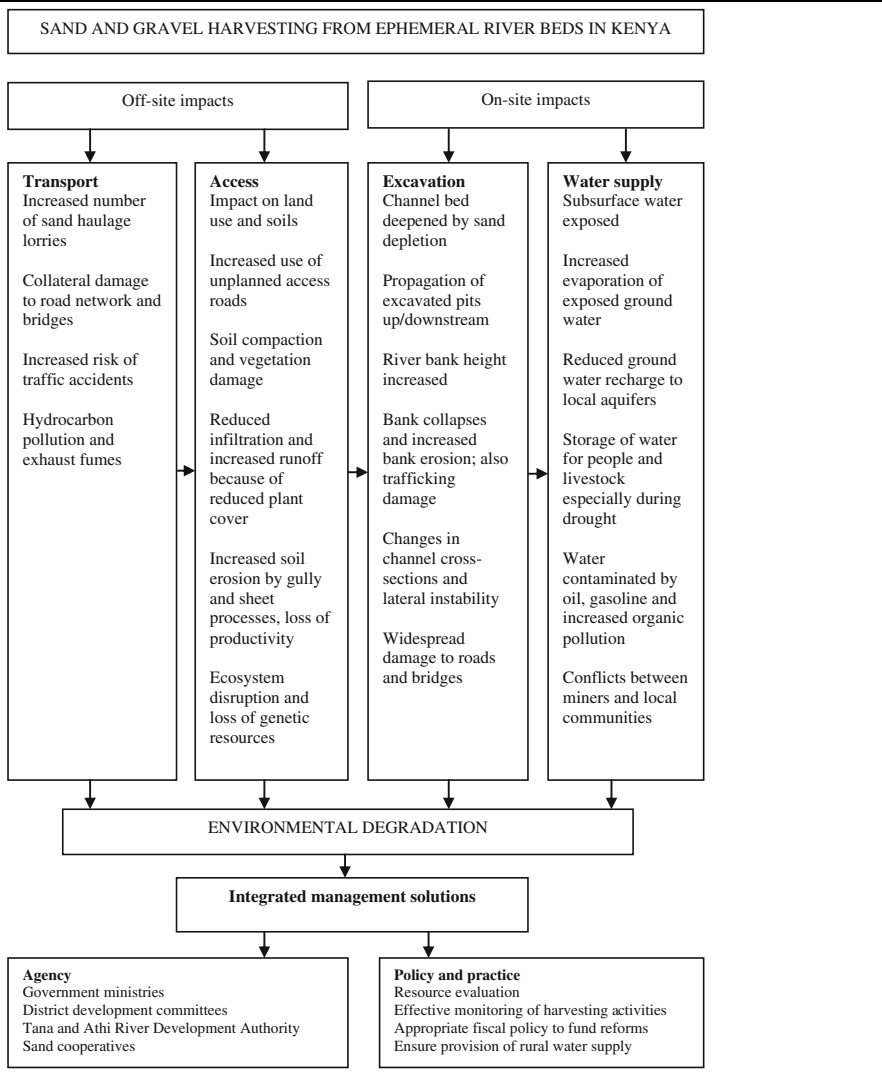 SAND AND GRAVEL HARVESTING FROM EPHEMERAL RIVER BEDS IN KENYA
Off-site impacts
On-site impacts
Transport
Increased number
of sand haulage
lorries
Collateral damage
to road network and
bridges
Increased risk of
traffic accidents
Hydrocarbon
pollution and
exhaust fumes
Access
Impact on land
use and soils
Increased use of
unplanned access
roads
Soil compaction
and vegetation
damage
Reduced
infiltration and
increased runoff
because of
reduced plant
cover
Increased soil
erosion by gully
and sheet
processes, loss of
productivity
Ecosystem
disruption and
loss of genetic
resources
Excavation
Channel bed
deepened by sand
depletion
Propagation of
excavated pits
up/downstream
River bank height
increased
Bank collapses
and increased
bank erosion; also
trafficking
damage
Changes in
channel cross-
sections and
lateral instability
Widespread
damage to roads
and bridges
Water supply
Subsurface water
exposed
Increased
evaporation of
exposed ground
water
Reduced ground
water recharge to
local aquifers
Storage of water
for people and
livestock
especially during
drought
Water
contaminated by
oil, gasoline and
increased organic
pollution
Conflicts between
miners and local
communities
ENVIRONMENTAL DEGRADATION
Integrated management solutions
Agency
Government ministries
District development committees
Tana and Athi River Development Authority
Sand cooperatives
Policy and practice
Resource evaluation
Effective monitoring of harvesting activities
Appropriate fiscal policy to fund reforms
Ensure provision of rural water supply